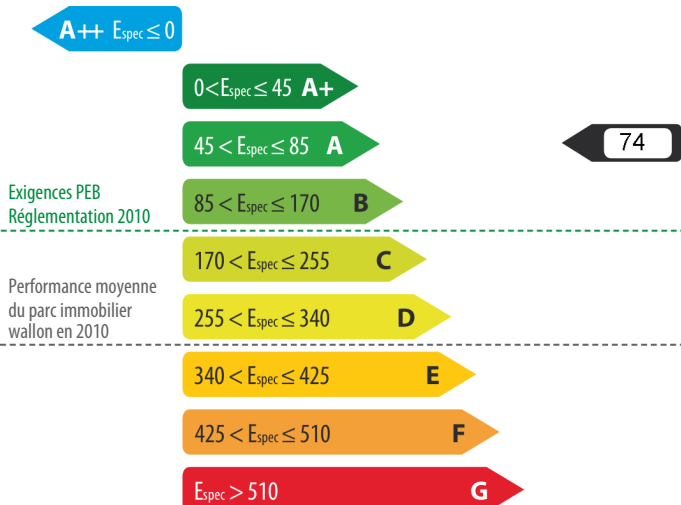 A++ Espec ≤ 0
0 < Espec ≤ 45 A+
45 < Espec ≤ 85 A
74
Exigences PEB
Réglementation 2010
85 < Espec ≤ 170 B
170 < Espec ≤ 255 C
Performance moyenne
du parc immobilier
wallon en 2010
255 < Espec ≤ 340 D
340 < Espec ≤ 425 E
425 < Espec ≤ 510 F
Espec > 510 G